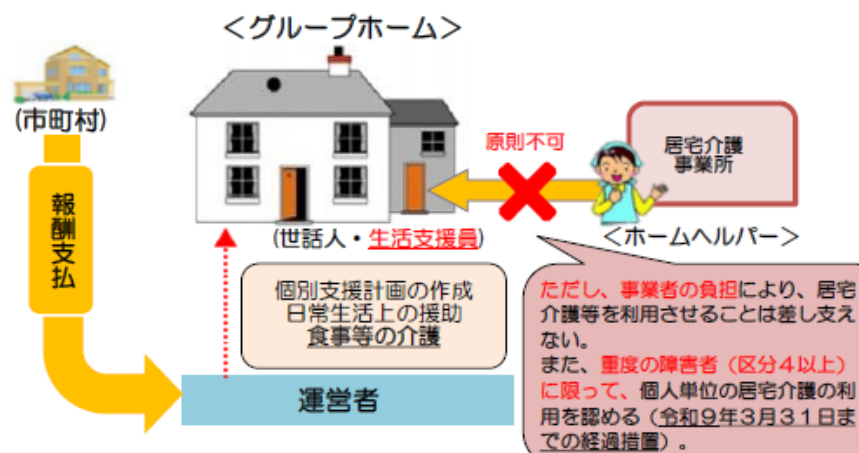 <グループホーム>
(市町村)
報酬支払
原則不可
居宅介護
事業所
(世話人・生活支援員)
<ホームヘルパー>
個別支援計画の作成
日常生活上の援助
食事等の介護
運営者
ただし、事業者の負担により、居宅
介護等を利用させることは差し支え
ない。
また、重度の障害者（区分４以上）
に限って、個人単位の居宅介護の利
用を認める（令和９年３月３１日ま
での経過措置）。